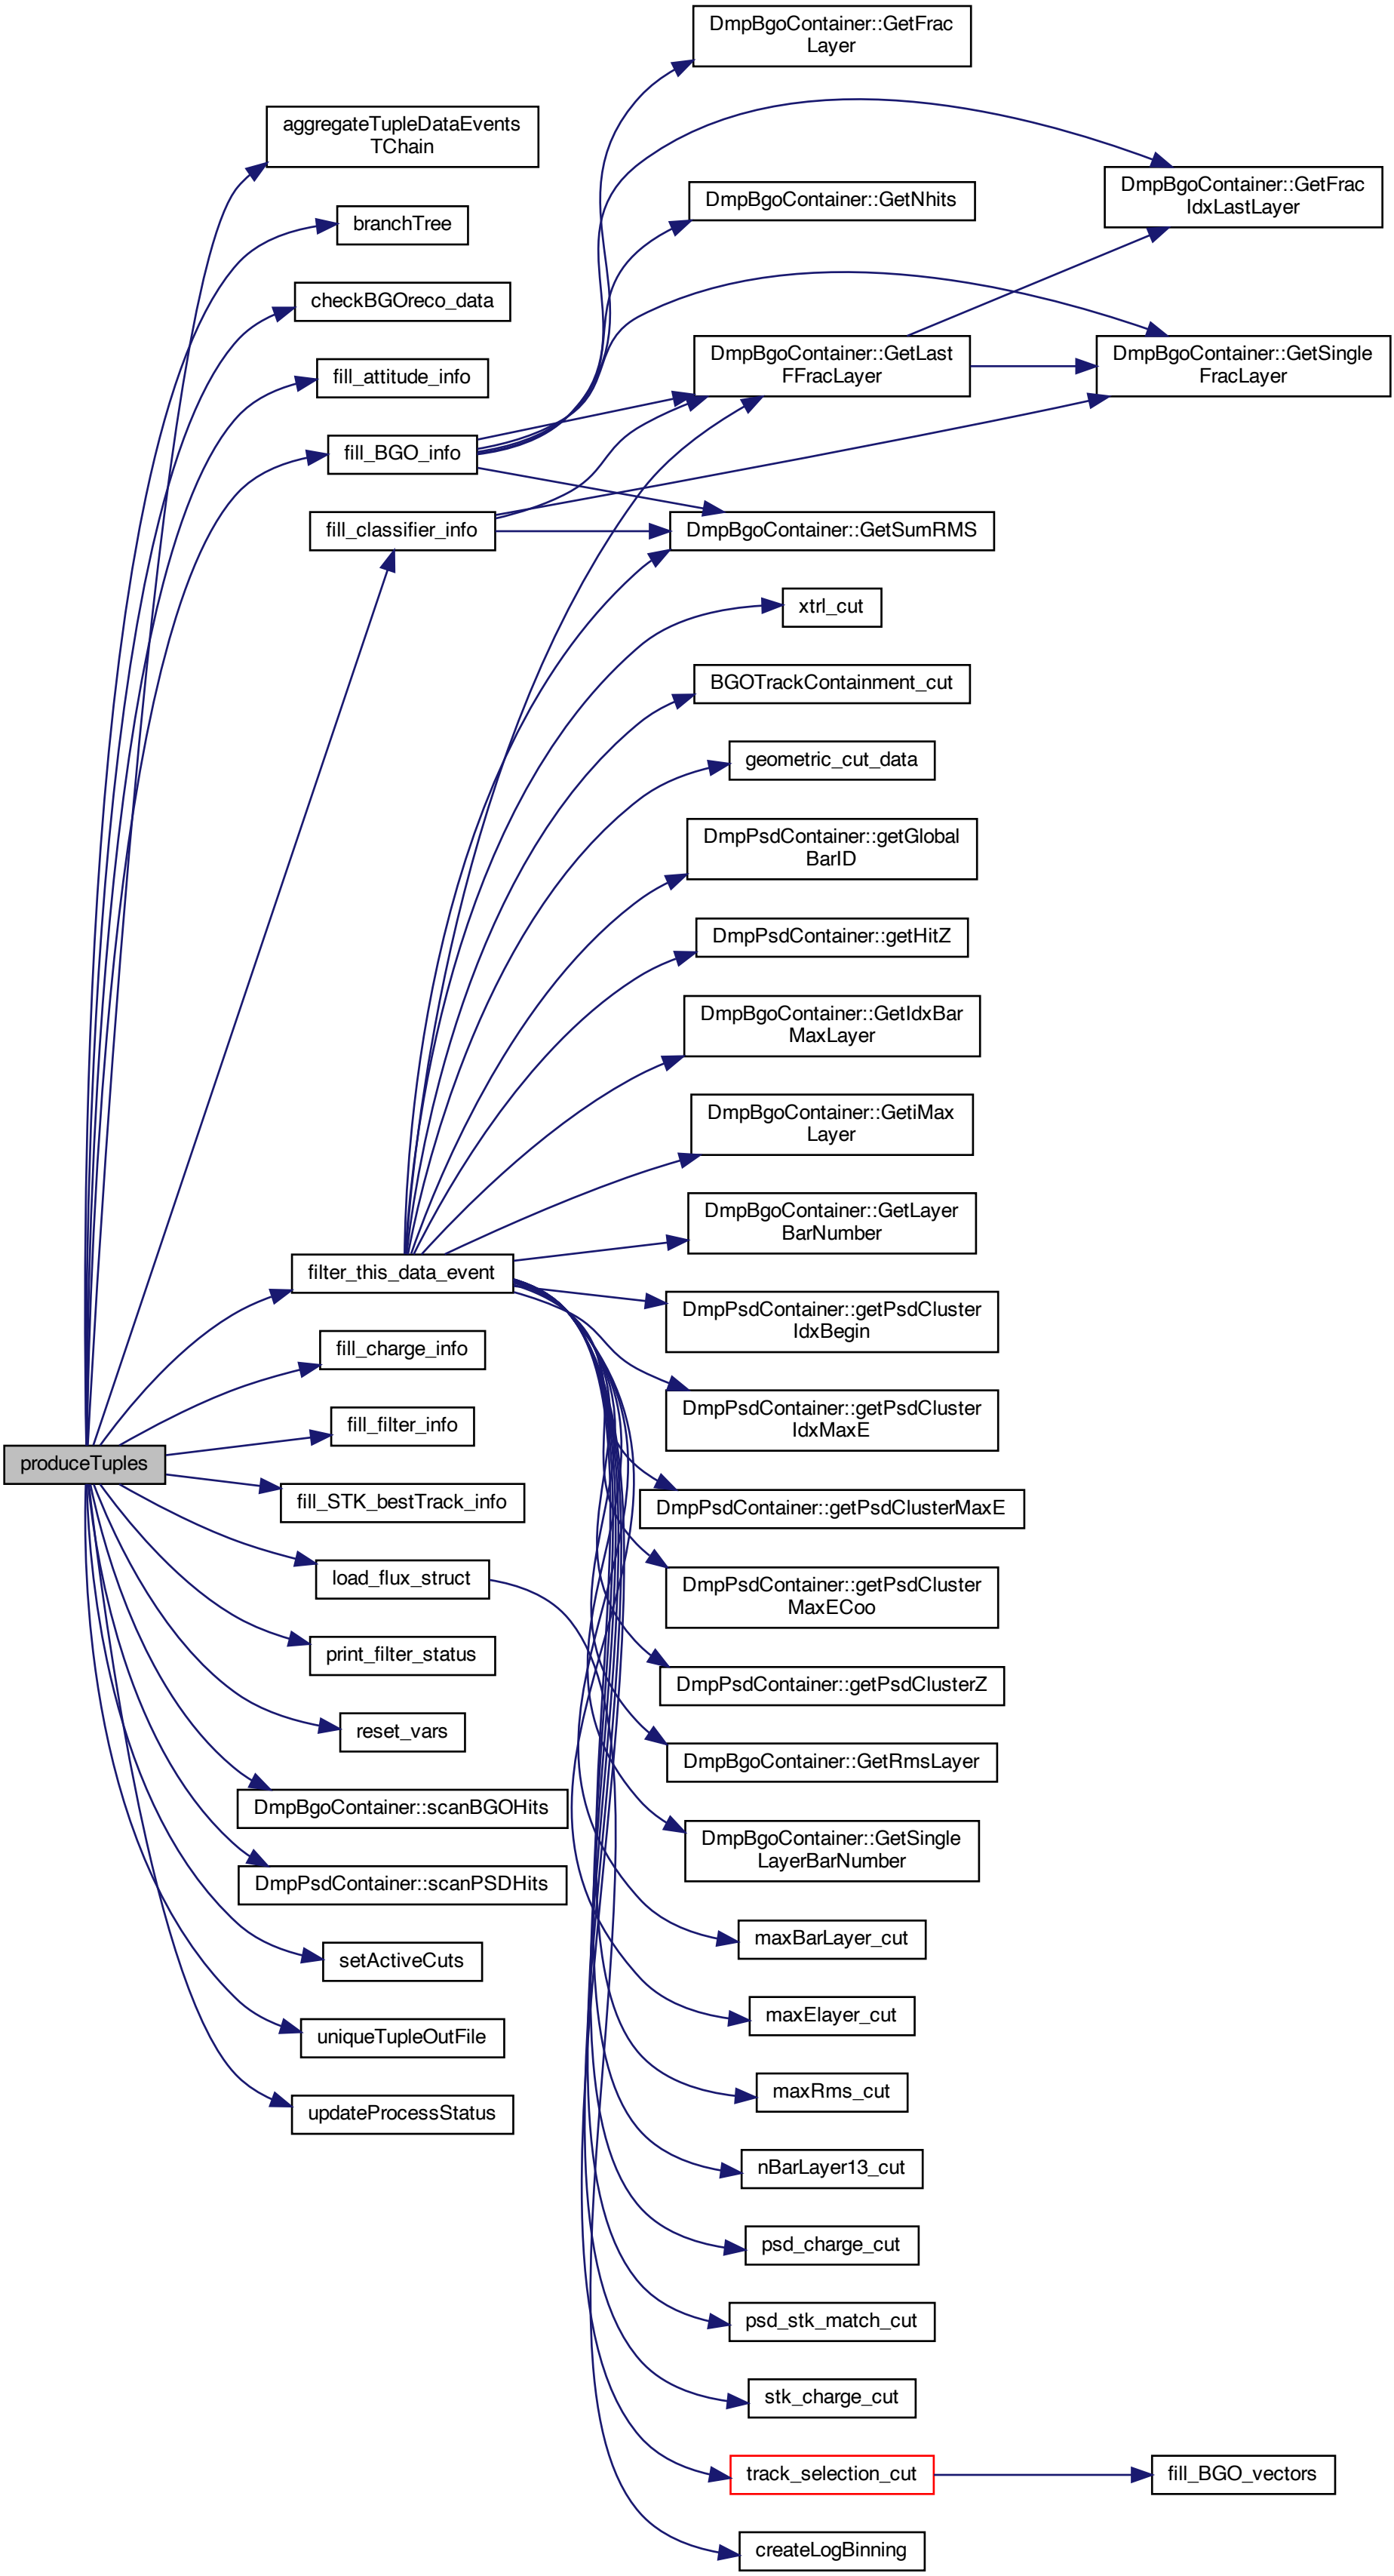 produceTuples
aggregateTupleDataEvents
TChain
branchTree
checkBGOreco_data
fill_attitude_info
fill_BGO_info
fill_classifier_info
filter_this_data_event
fill_charge_info
fill_filter_info
fill_STK_bestTrack_info
load_flux_struct
print_filter_status
reset_vars
DmpBgoContainer::scanBGOHits
DmpPsdContainer::scanPSDHits
setActiveCuts
uniqueTupleOutFile
updateProcessStatus
DmpBgoContainer::GetFrac
Layer
DmpBgoContainer::GetNhits
DmpBgoContainer::GetLast
FFracLayer
DmpBgoContainer::GetSumRMS
xtrl_cut
BGOTrackContainment_cut
geometric_cut_data
DmpPsdContainer::getGlobal
BarID
DmpPsdContainer::getHitZ
DmpBgoContainer::GetIdxBar
MaxLayer
DmpBgoContainer::GetiMax
Layer
DmpBgoContainer::GetLayer
BarNumber
DmpPsdContainer::getPsdCluster
IdxBegin
DmpPsdContainer::getPsdCluster
IdxMaxE
DmpPsdContainer::getPsdClusterMaxE
DmpPsdContainer::getPsdCluster
MaxECoo
DmpPsdContainer::getPsdClusterZ
DmpBgoContainer::GetRmsLayer
DmpBgoContainer::GetSingle
LayerBarNumber
maxBarLayer_cut
maxElayer_cut
maxRms_cut
nBarLayer13_cut
psd_charge_cut
psd_stk_match_cut
stk_charge_cut
track_selection_cut
createLogBinning
DmpBgoContainer::GetFrac
IdxLastLayer
DmpBgoContainer::GetSingle
FracLayer
fill_BGO_vectors